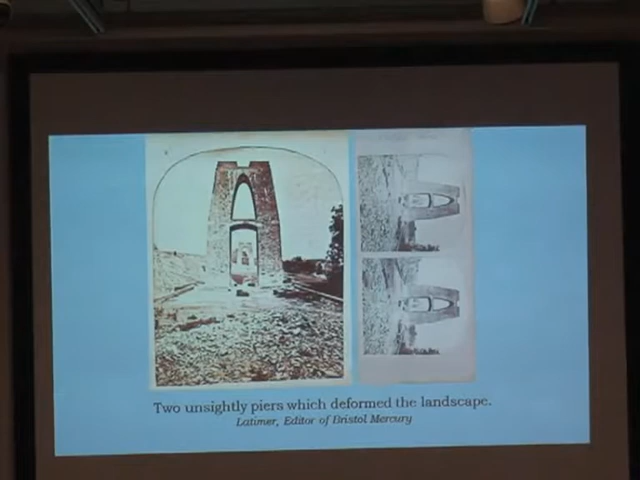 Two unsightly piers which deformed the landscape.
Latimer, Editor of Bristol Mercury